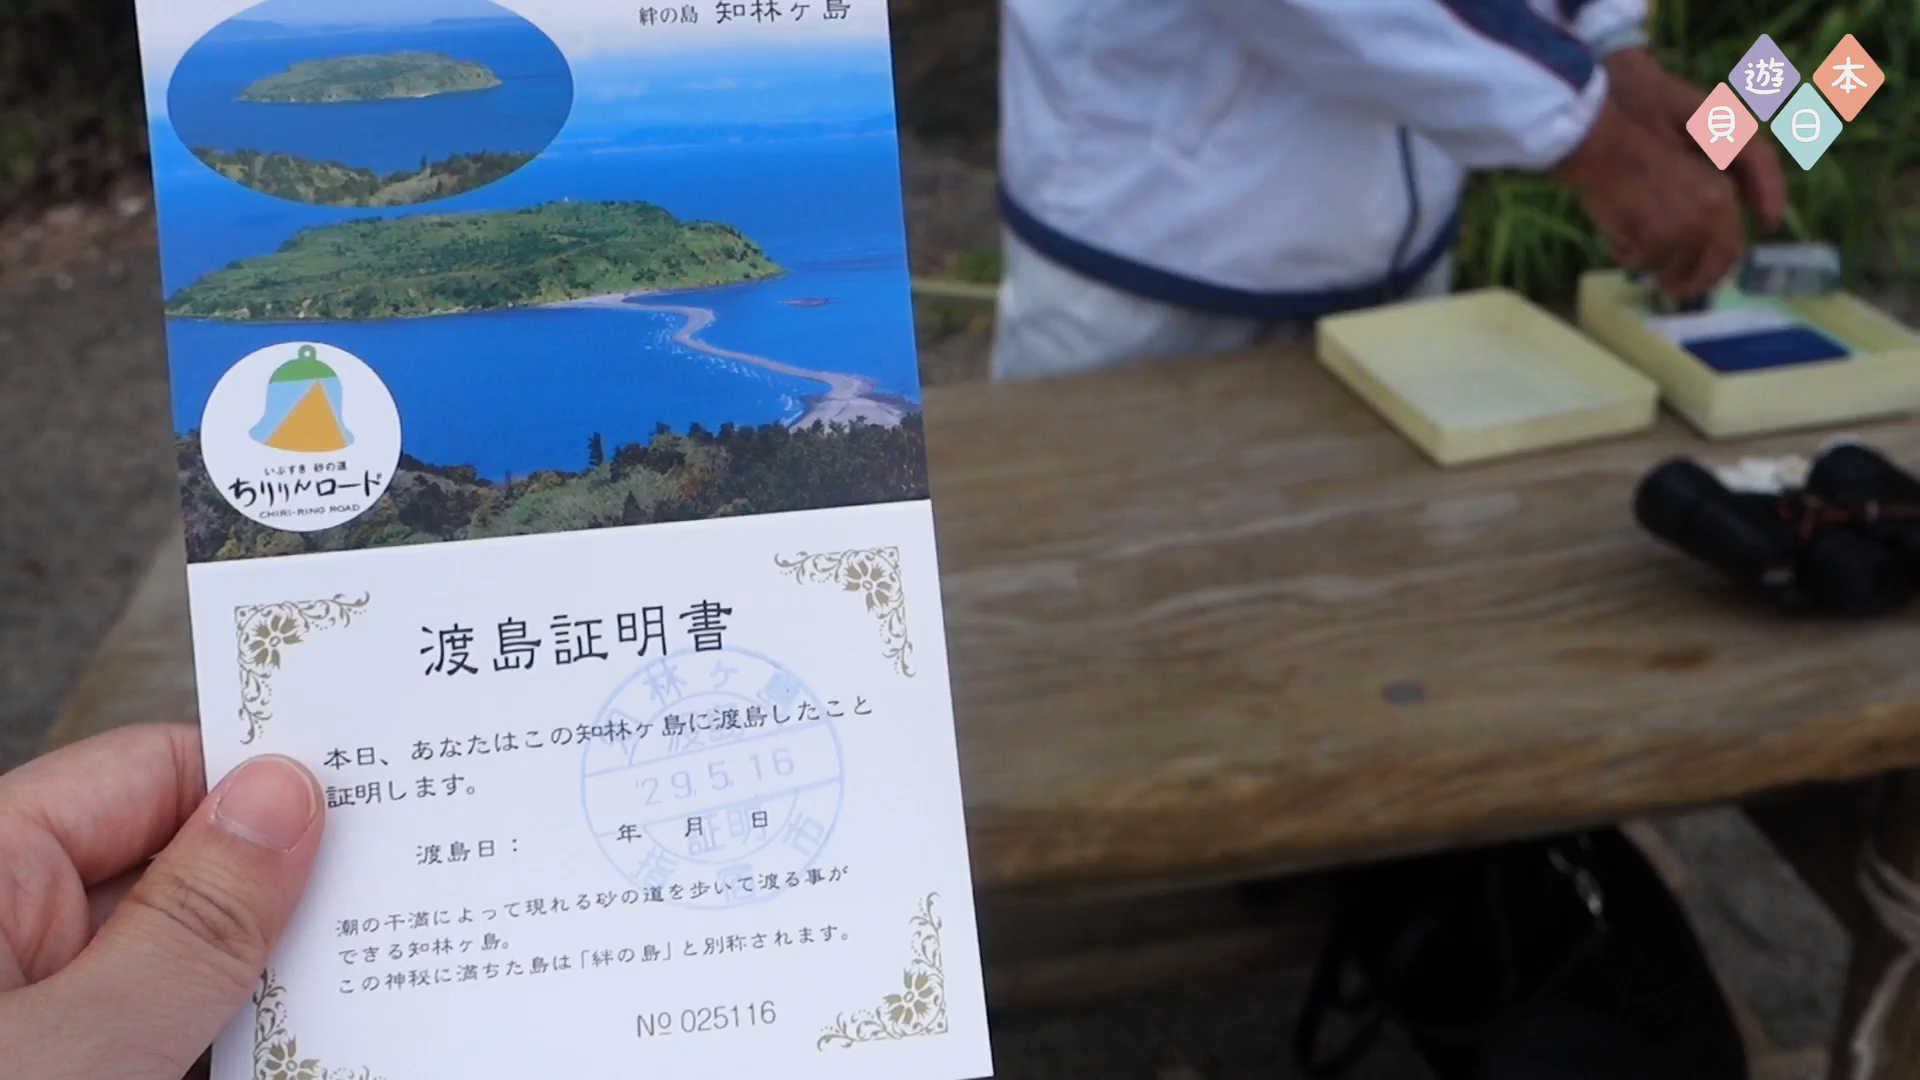 絆の島 知林ヶ島
遊 本
貝 日
いぶすき 砂の道
ちりりんロード
CHIRI-RING ROAD
渡島証明書
本日、あなたはこの知林ヶ島に渡島したこと
証明します。
'29.5.16
証明
渡島日： 年 月 日
潮の干満によって現れる砂の道を歩いて渡る事が
できる知林ヶ島。
この神秘に満ちた島は「絆の島」と別称されます。
№ 025116